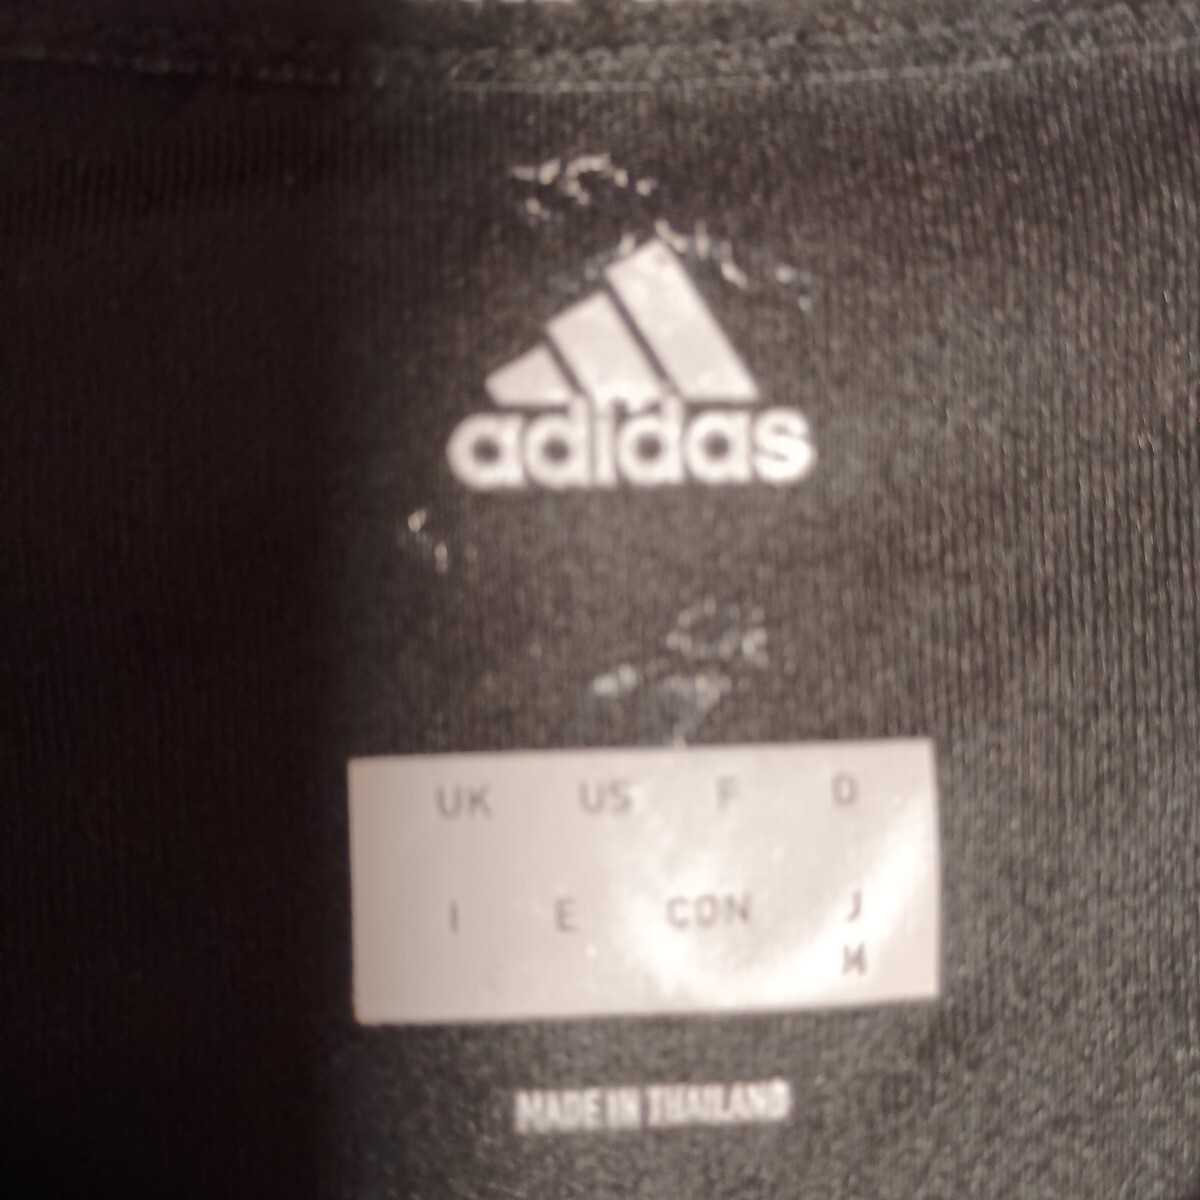 adidas
UK US F D
I E CON J
M
MADE IN THAILAND